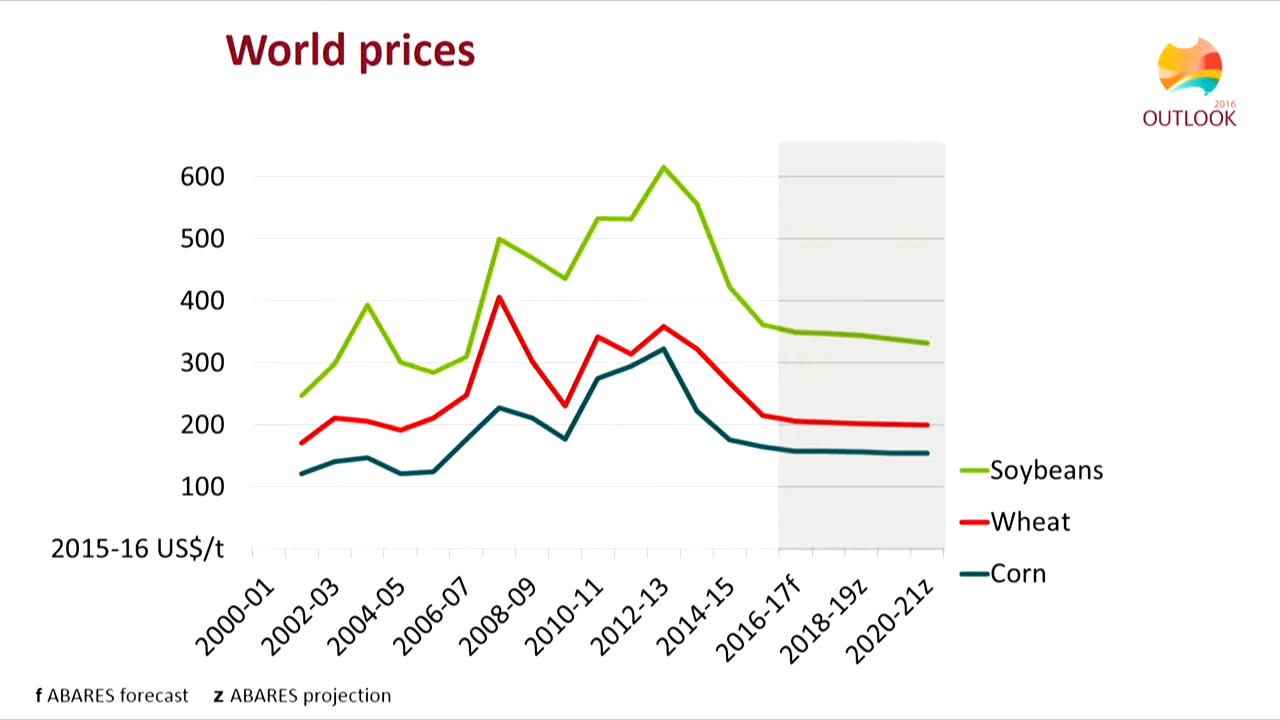 World prices
2016
OUTLOOK
600
500
400
300
200
100
2015-16 US$/t
2000-01
2002-03
2004-05
2006-07
2008-09
2010-11
2012-13
2014-15
2016-17f
2018-19z
2020-21z
Soybeans
Wheat
Corn
f ABARES forecast z ABARES projection